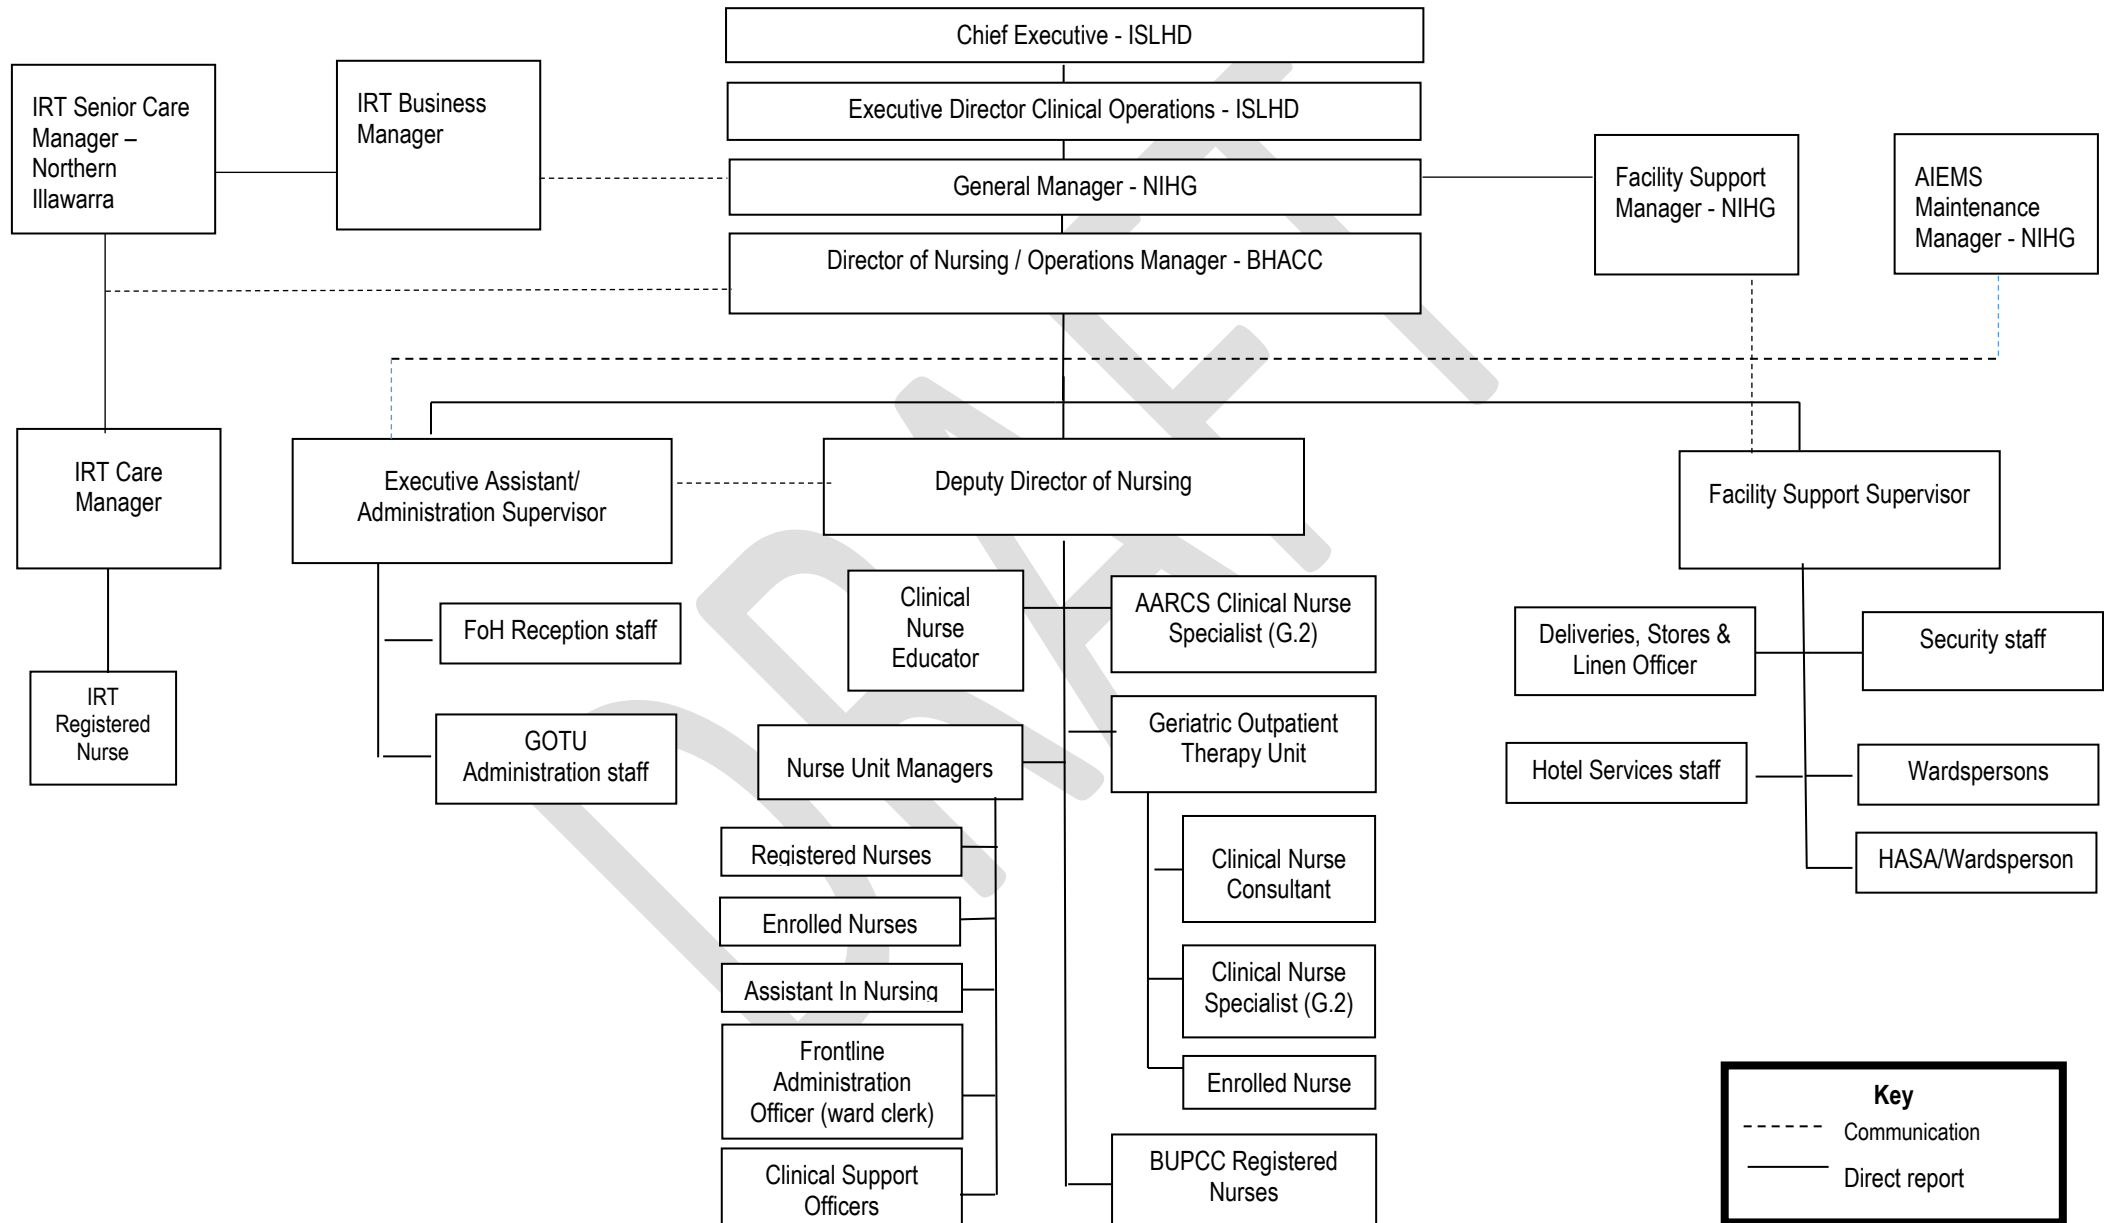 Chief Executive - ISLHD
IRT Senior Care
Manager –
Northern
Illawarra
IRT Business
Manager
Executive Director Clinical Operations - ISLHD
General Manager - NIHG
Facility Support
Manager - NIHG
AIEMS
Maintenance
Manager - NIHG
Director of Nursing / Operations Manager - BHACC
IRT Care
Manager
Executive Assistant/
Administration Supervisor
Deputy Director of Nursing
Facility Support Supervisor
IRT
Registered
Nurse
FoH Reception staff
GOTU
Administration staff
Clinical
Nurse
Educator
AARCS Clinical Nurse
Specialist (G.2)
Nurse Unit Managers
Geriatric Outpatient
Therapy Unit
Registered Nurses
Enrolled Nurses
Assistant In Nursing
Frontline
Administration
Officer (ward clerk)
Clinical Support
Officers
Clinical Nurse
Consultant
Clinical Nurse
Specialist (G.2)
Enrolled Nurse
BUPCC Registered
Nurses
Deliveries, Stores &
Linen Officer
Security staff
Hotel Services staff
Wardspersons
HASA/Wardsperson
Key
Communication
Direct report
DRAFT